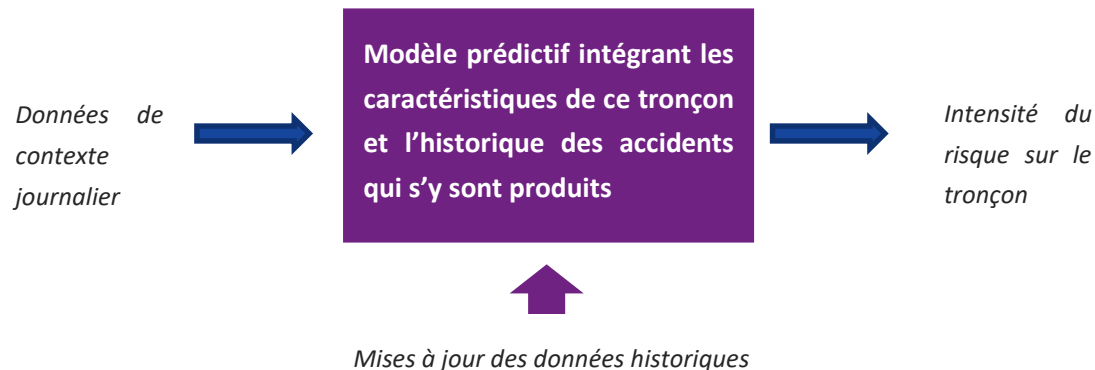 Données de
contexte
journalier
Modèle prédictif intégrant les
caractéristiques de ce tronçon
et l’historique des accidents
qui s’y sont produits
Intensité du
risque sur le
tronçon
Mises à jour des données historiques